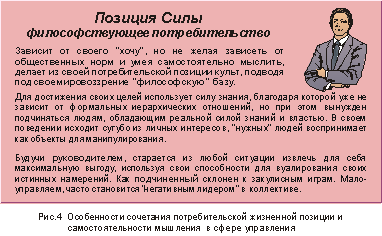 Позиция Силы
философствующее потребительство
Зависит от своего "хочу", но не желая зависеть от
общественных норм и умея самостоятельно мыслить,
делает из своей потребительской позиции культ, подводя
под свое мировоззрение "философскую" базу.
Для достижения своих целей использует силу знания, благодаря которой уже не
зависит от формальных иерархических отношений, но при этом вынужден
подчиняться людям, обладающим реальной силой знаний и властью. В своем
поведении исходит сугубо из личных интересов, "нужных" людей воспринимает
как объекты для манипулирования.
Будучи руководителем, старается из любой ситуации извлечь для себя
максимальную выгоду, используя свои способности для вуалирования своих
истинных намерений. Как подчиненный склонен к закулисным играм. Мало-
управляем, часто становится "негативным лидером" в коллективе.
Рис.4 Особенности сочетания потребительской жизненной позиции и
самостоятельности мышления в сфере управления